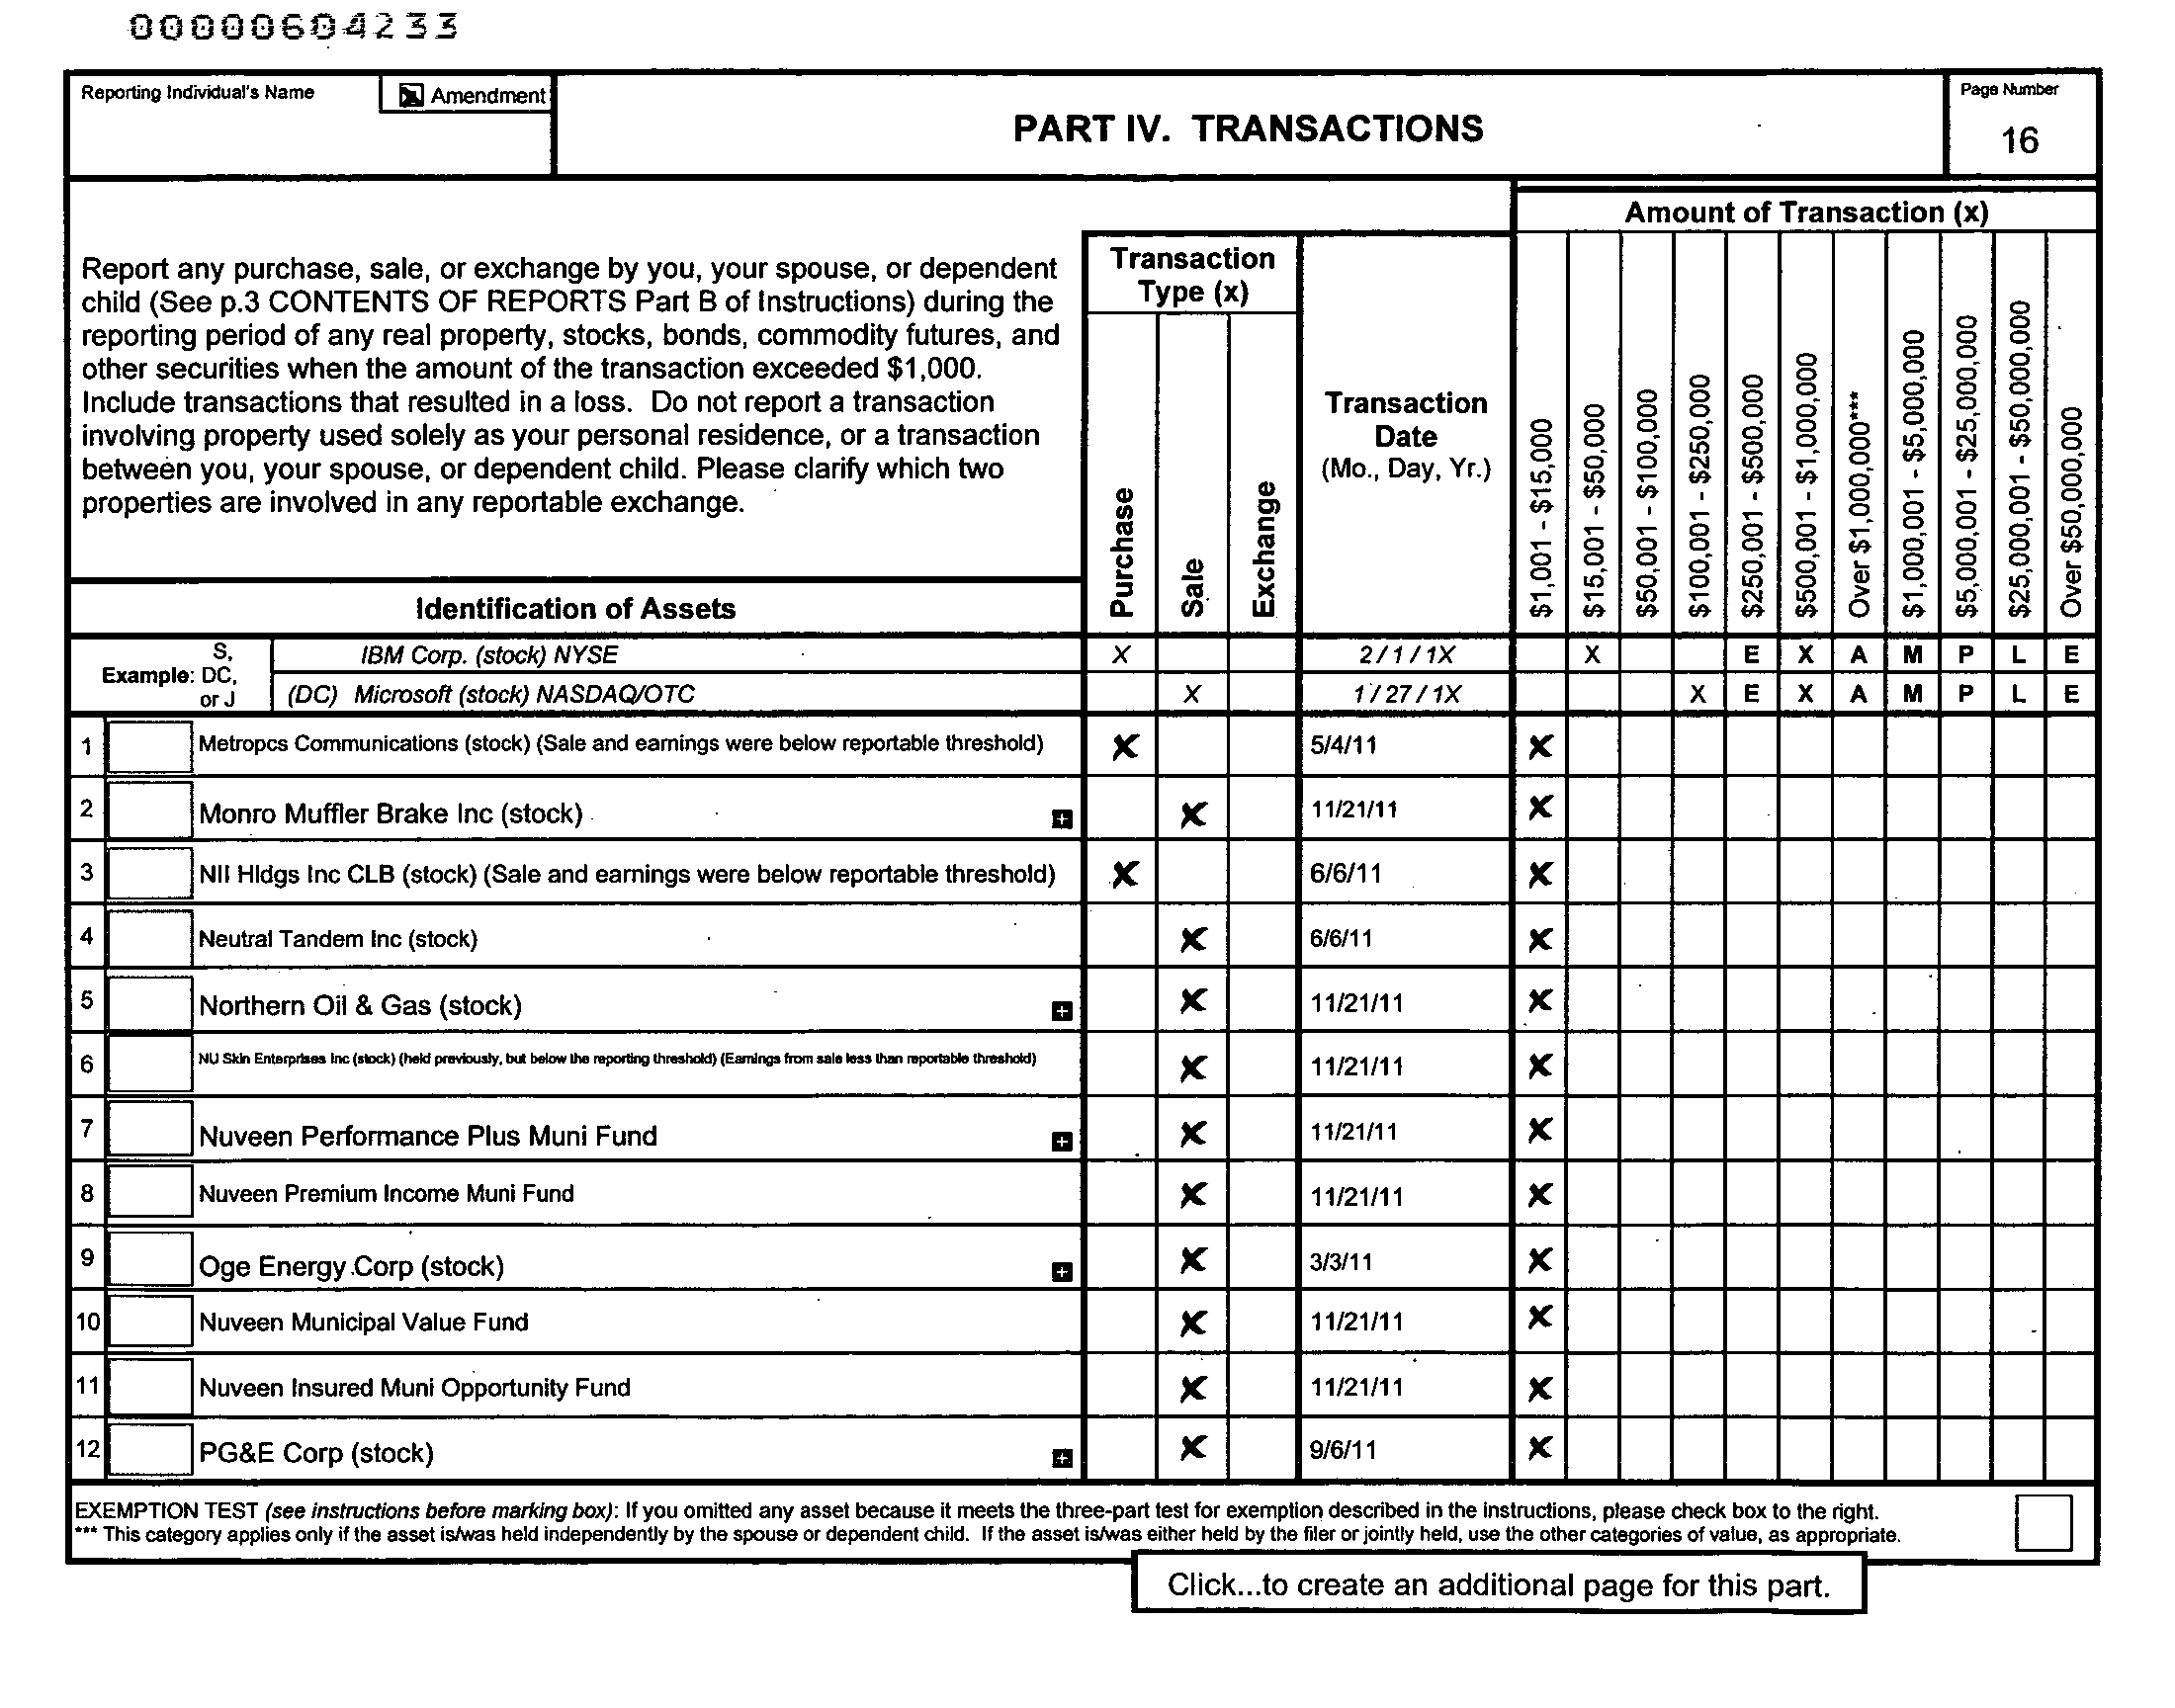 00000604233
Reporting Individual's Name
Amendment
PART IV. TRANSACTIONS
Page Number
16
Report any purchase, sale, or exchange by you, your spouse, or dependent
child (See p.3 CONTENTS OF REPORTS Part B of Instructions) during the
reporting period of any real property, stocks, bonds, commodity futures, and
other securities when the amount of the transaction exceeded $1,000.
Include transactions that resulted in a loss. Do not report a transaction
involving property used solely as your personal residence, or a transaction
between you, your spouse, or dependent child. Please clarify which two
properties are involved in any reportable exchange.
Transaction
Type (x)
Purchase
Sale
Exchange
Transaction
Date
(Mo., Day, Yr.)
Amount of Transaction (x)
$1,001 - $15,000
$15,001 - $50,000
$50,001 - $100,000
$100,001 - $250,000
$250,001 - $500,000
$500,001 - $1,000,000
Over $1,000,000***
$1,000,001 - $5,000,000
$5,000,001 - $25,000,000
$25,000,001 - $50,000,000
Over $50,000,000
Identification of Assets
Example: S, DC, or J
IBM Corp. (stock) NYSE X 2 / 1 / 1X X E X A M P L E
(DC) Microsoft (stock) NASDAQ/OTC X 1 / 27 / 1X X E X A M P L E
1 Metropcs Communications (stock) (Sale and earnings were below reportable threshold) X 5/4/11 X
2 Monro Muffler Brake Inc (stock) + X 11/21/11 X
3 NII Hldgs Inc CLB (stock) (Sale and earnings were below reportable threshold) X 6/6/11 X
4 Neutral Tandem Inc (stock) X 6/6/11 X
5 Northern Oil & Gas (stock) + X 11/21/11 X
6 NU Skin Enterprises Inc (stock) (held previously, but below the reporting threshold) (Earnings from sale less than reportable threshold) X 11/21/11 X
7 Nuveen Performance Plus Muni Fund + X 11/21/11 X
8 Nuveen Premium Income Muni Fund X 11/21/11 X
9 Oge Energy Corp (stock) + X 3/3/11 X
10 Nuveen Municipal Value Fund X 11/21/11 X
11 Nuveen Insured Muni Opportunity Fund X 11/21/11 X
12 PG&E Corp (stock) + X 9/6/11 X
EXEMPTION TEST (see instructions before marking box): If you omitted any asset because it meets the three-part test for exemption described in the instructions, please check box to the right.
*** This category applies only if the asset is/was held independently by the spouse or dependent child. If the asset is/was either held by the filer or jointly held, use the other categories of value, as appropriate.
Click...to create an additional page for this part.